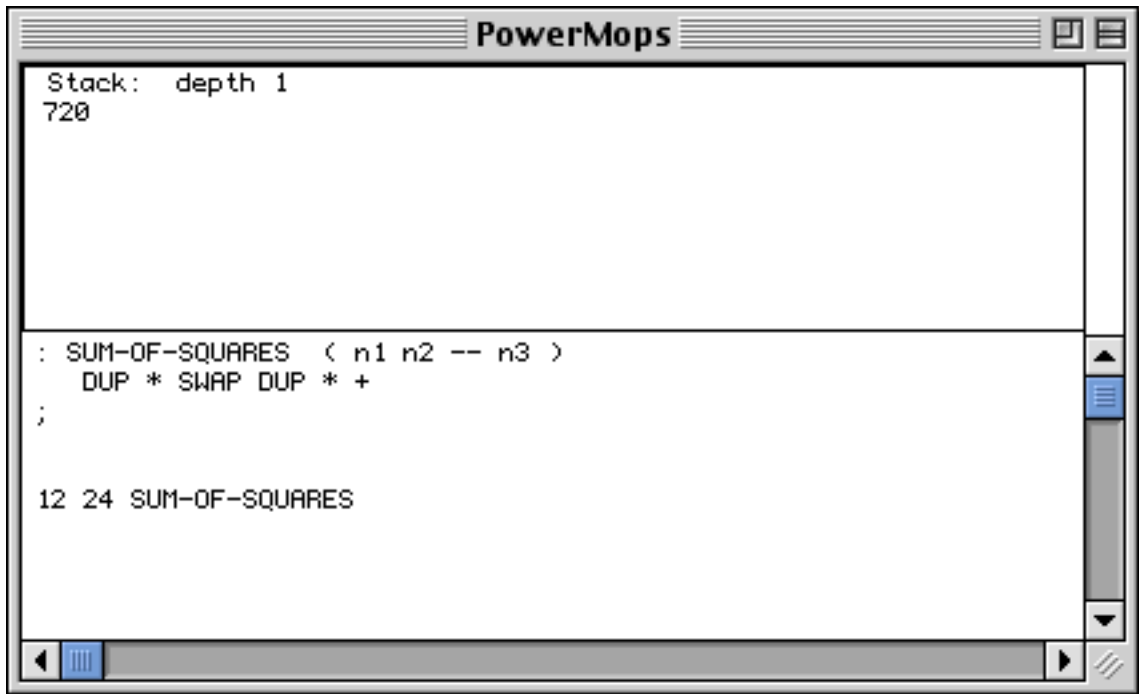 PowerMops
Stack: depth 1
720
: SUM-OF-SQUARES ( n1 n2 -- n3 )
DUP * SWAP DUP * +
;
12 24 SUM-OF-SQUARES